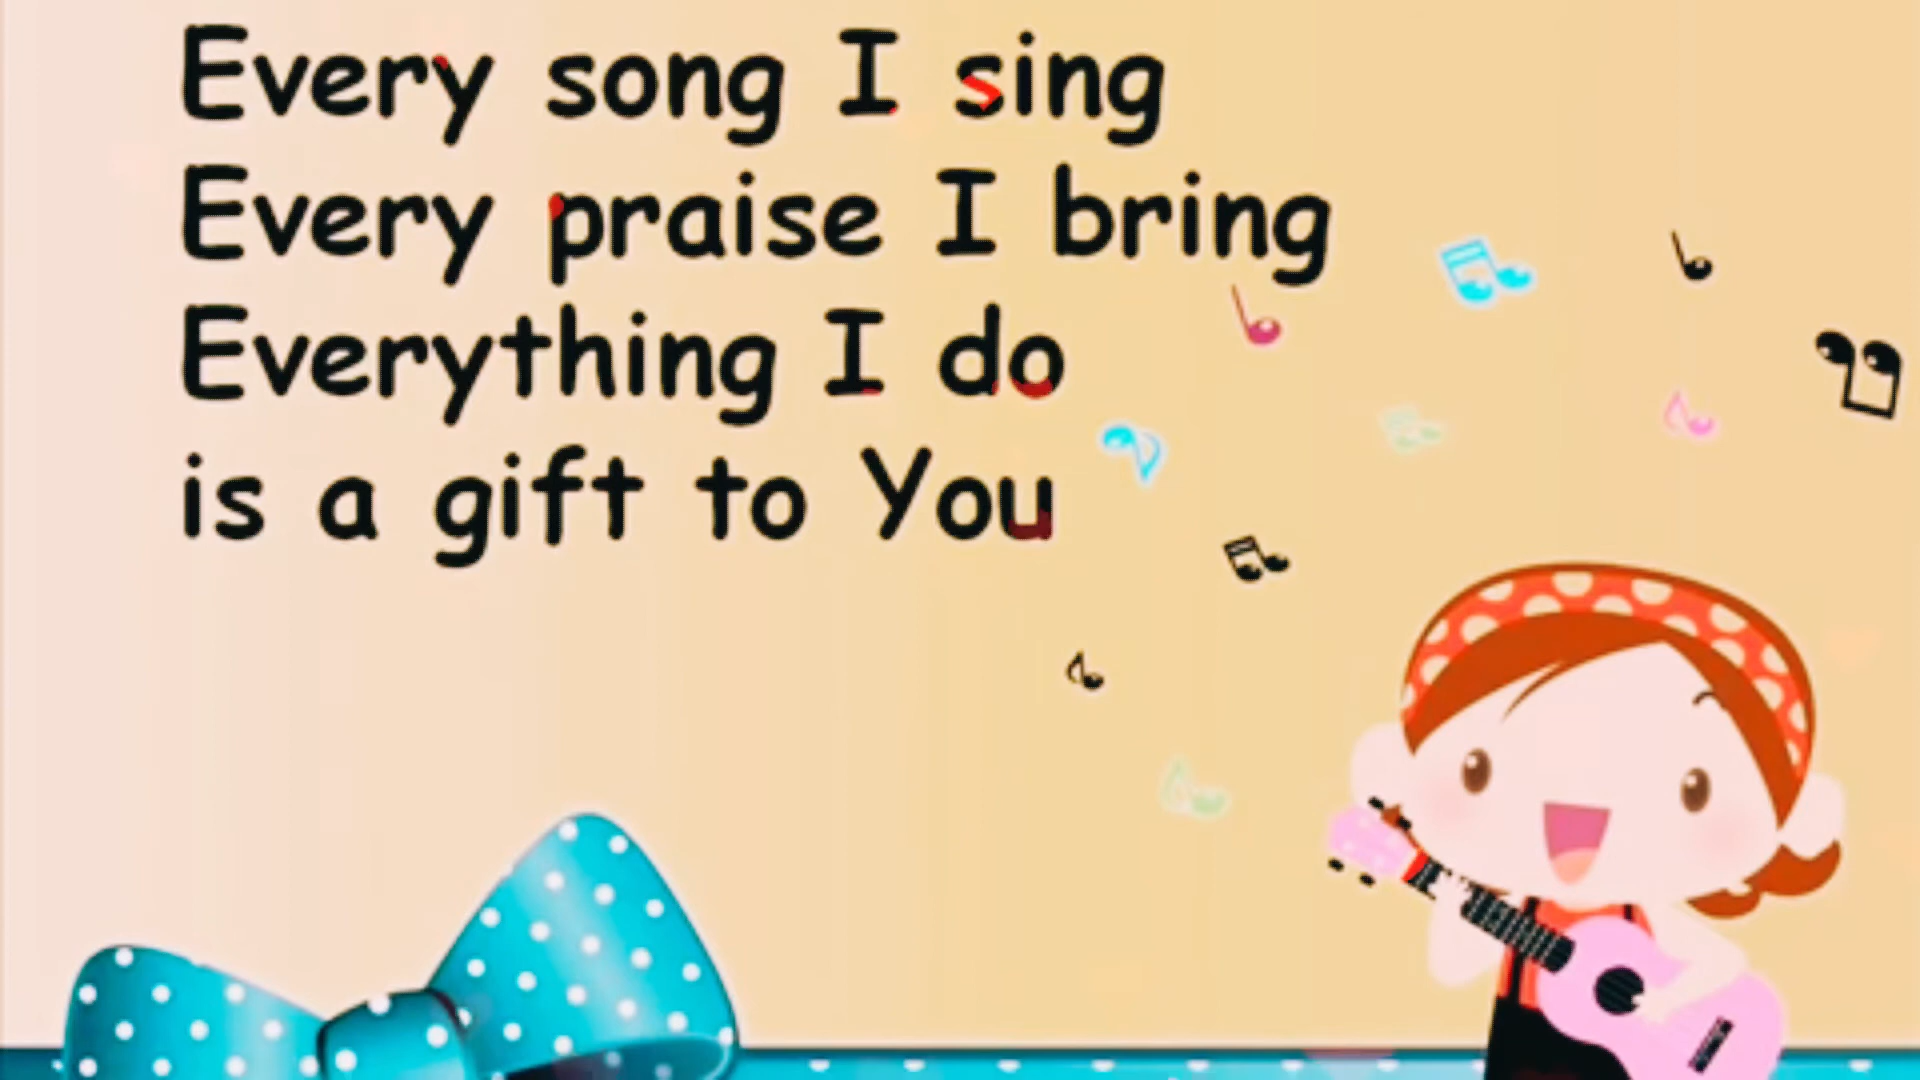 Every song I sing
Every praise I bring
Everything I do
is a gift to You